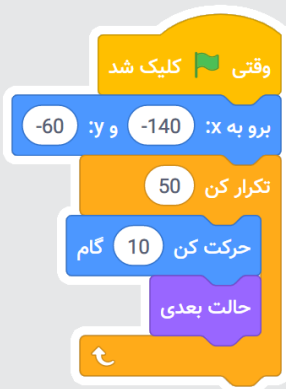 وقتی کلیک شد
برو به x: -140 و y: -60
تکرار کن 50
حرکت کن 10 گام
حالت بعدی